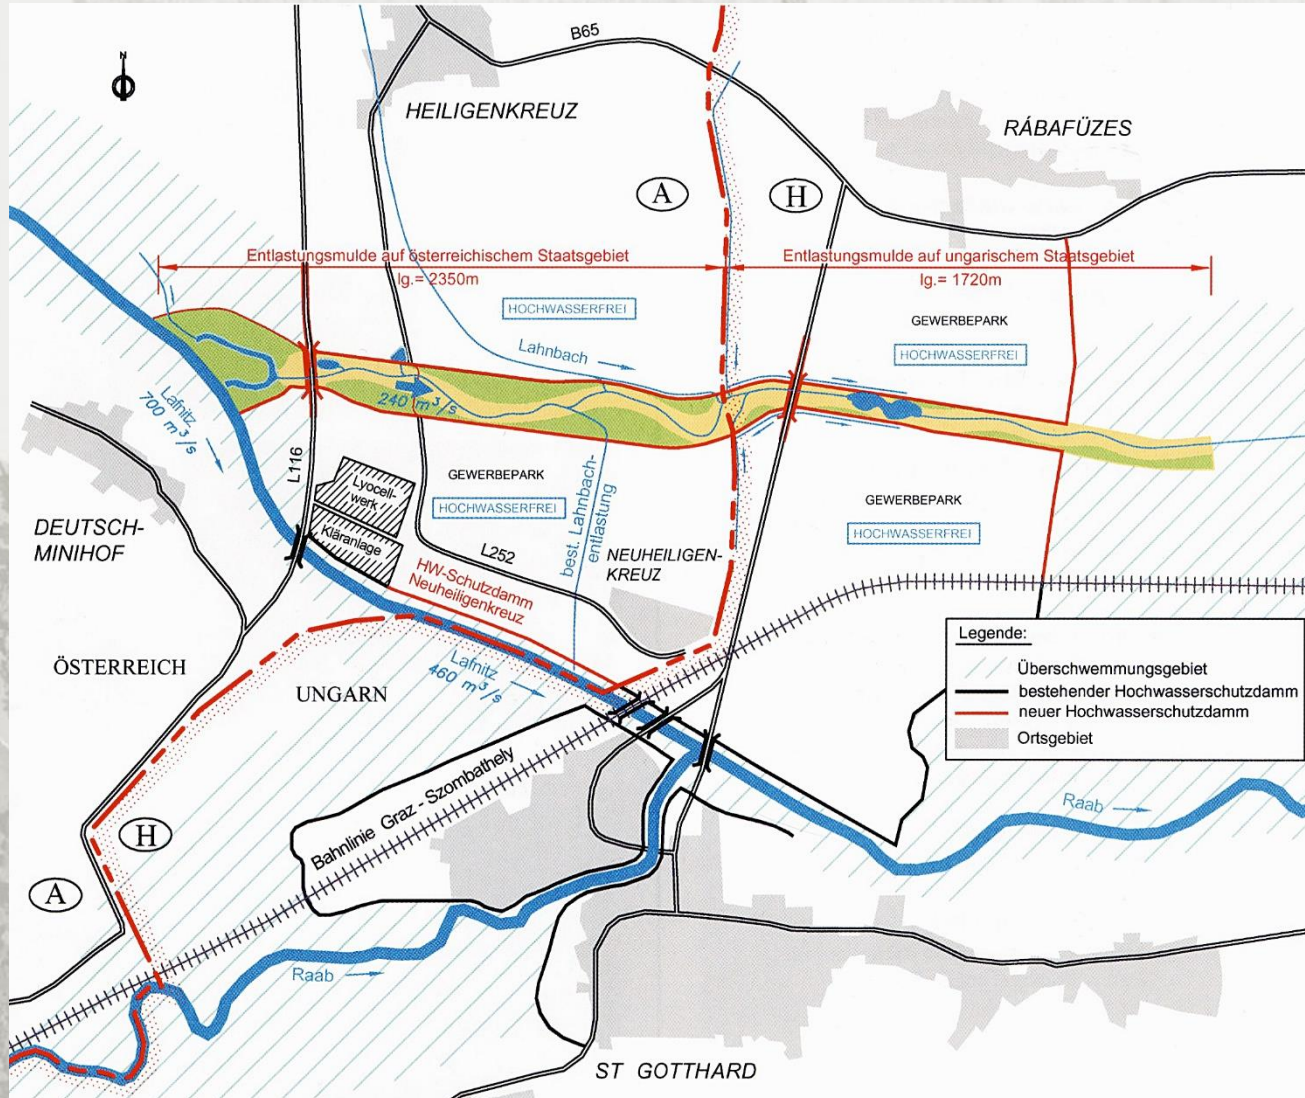 N
B65
HEILIGENKREUZ
RÁBAFÜZES
A
H
Entlastungsmulde auf österreichischem Staatsgebiet
lg.= 2350m
Entlastungsmulde auf ungarischem Staatsgebiet
lg.= 1720m
HOCHWASSERFREI
GEWERBEPARK
HOCHWASSERFREI
Lahnbach
240 m³/s
Lafnitz
700 m³/s
L116
Lyocell-
werk
Kläranlage
GEWERBEPARK
HOCHWASSERFREI
best. Lahnbach-
entlastung
GEWERBEPARK
HOCHWASSERFREI
DEUTSCH-
MINIHOF
L252
NEUHEILIGEN-
KREUZ
HW-Schutzdamm
Neuheiligenkreuz
ÖSTERREICH
UNGARN
Lafnitz
460 m³/s
Legende:
Überschwemmungsgebiet
bestehender Hochwasserschutzdamm
neuer Hochwasserschutzdamm
Ortsgebiet
Bahnlinie Graz - Szombathely
Raab
H
A
Raab
ST GOTTHARD